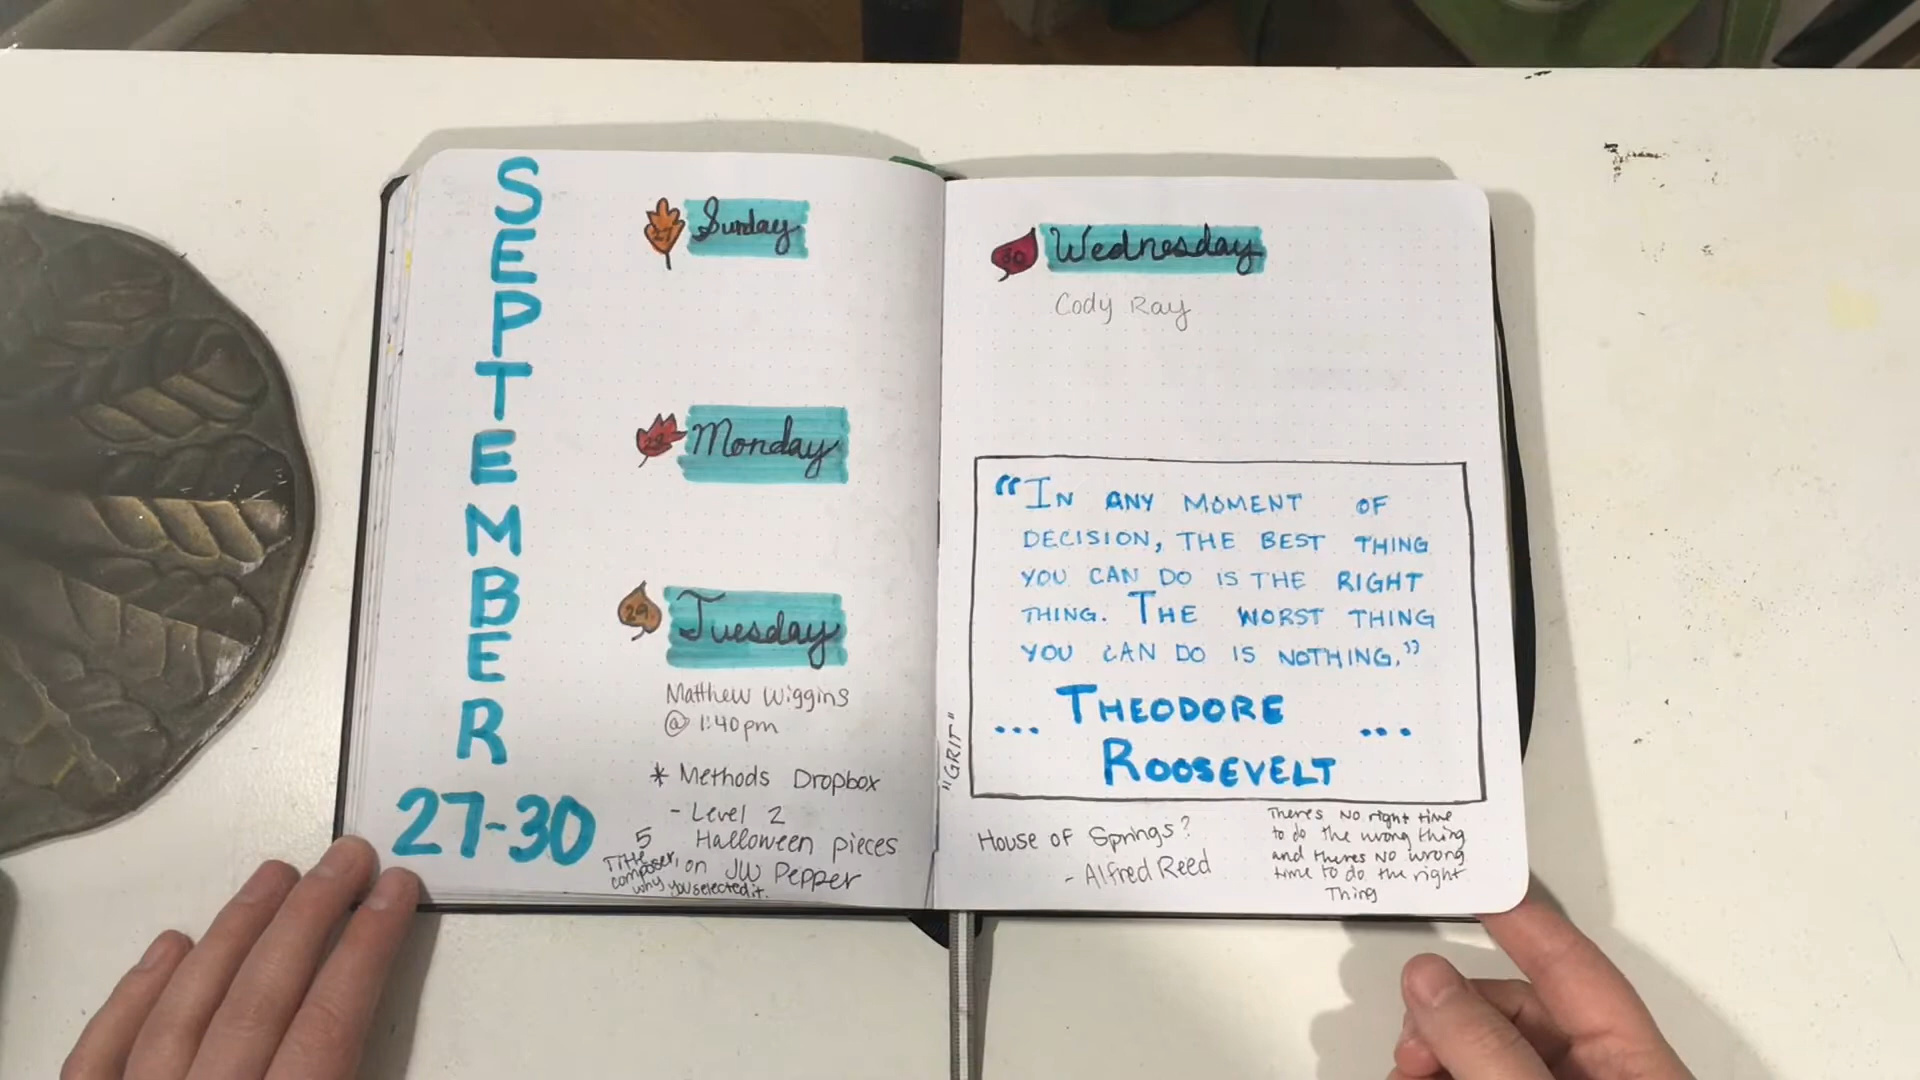 SEPTEMBER
27-30
27 Sunday
28 Monday
29 Tuesday
Matthew Wiggins
@ 1:40pm
* Methods Dropbox
- Level 2
5 Halloween pieces
on JW Pepper
Title,
composer,
why you selected it.
30 Wednesday
Cody Ray
"IN ANY MOMENT OF
DECISION, THE BEST THING
YOU CAN DO IS THE RIGHT
THING. THE WORST THING
YOU CAN DO IS NOTHING."
... THEODORE ...
ROOSEVELT
"GRIT"
House of Springs?
- Alfred Reed
Theres No right time
to do the wrong thing
and theres No wrong
time to do the right
Thing